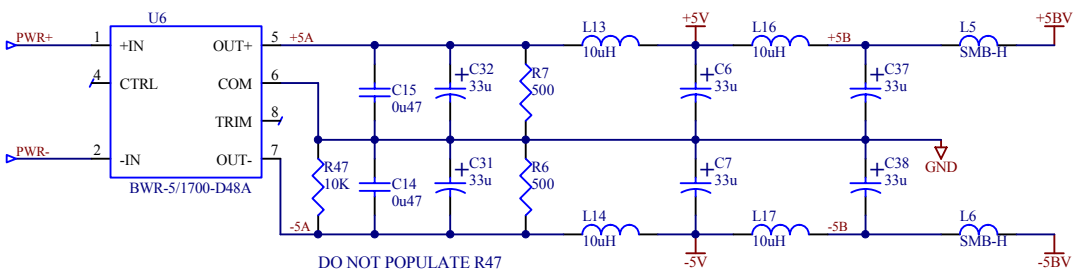 U6
PWR+
1
+IN
OUT+
5
+5A
4
CTRL
COM
6
TRIM
8
PWR-
2
-IN
OUT-
7
BWR-5/1700-D48A
R47
10K
-5A
C15
0u47
C14
0u47
C32
33u
C31
33u
R7
500
R6
500
L13
10uH
L14
10uH
+5V
C6
33u
C7
33u
-5V
L16
10uH
L17
10uH
+5B
-5B
C37
33u
C38
33u
L5
SMB-H
L6
SMB-H
+5BV
GND
-5BV
DO NOT POPULATE R47